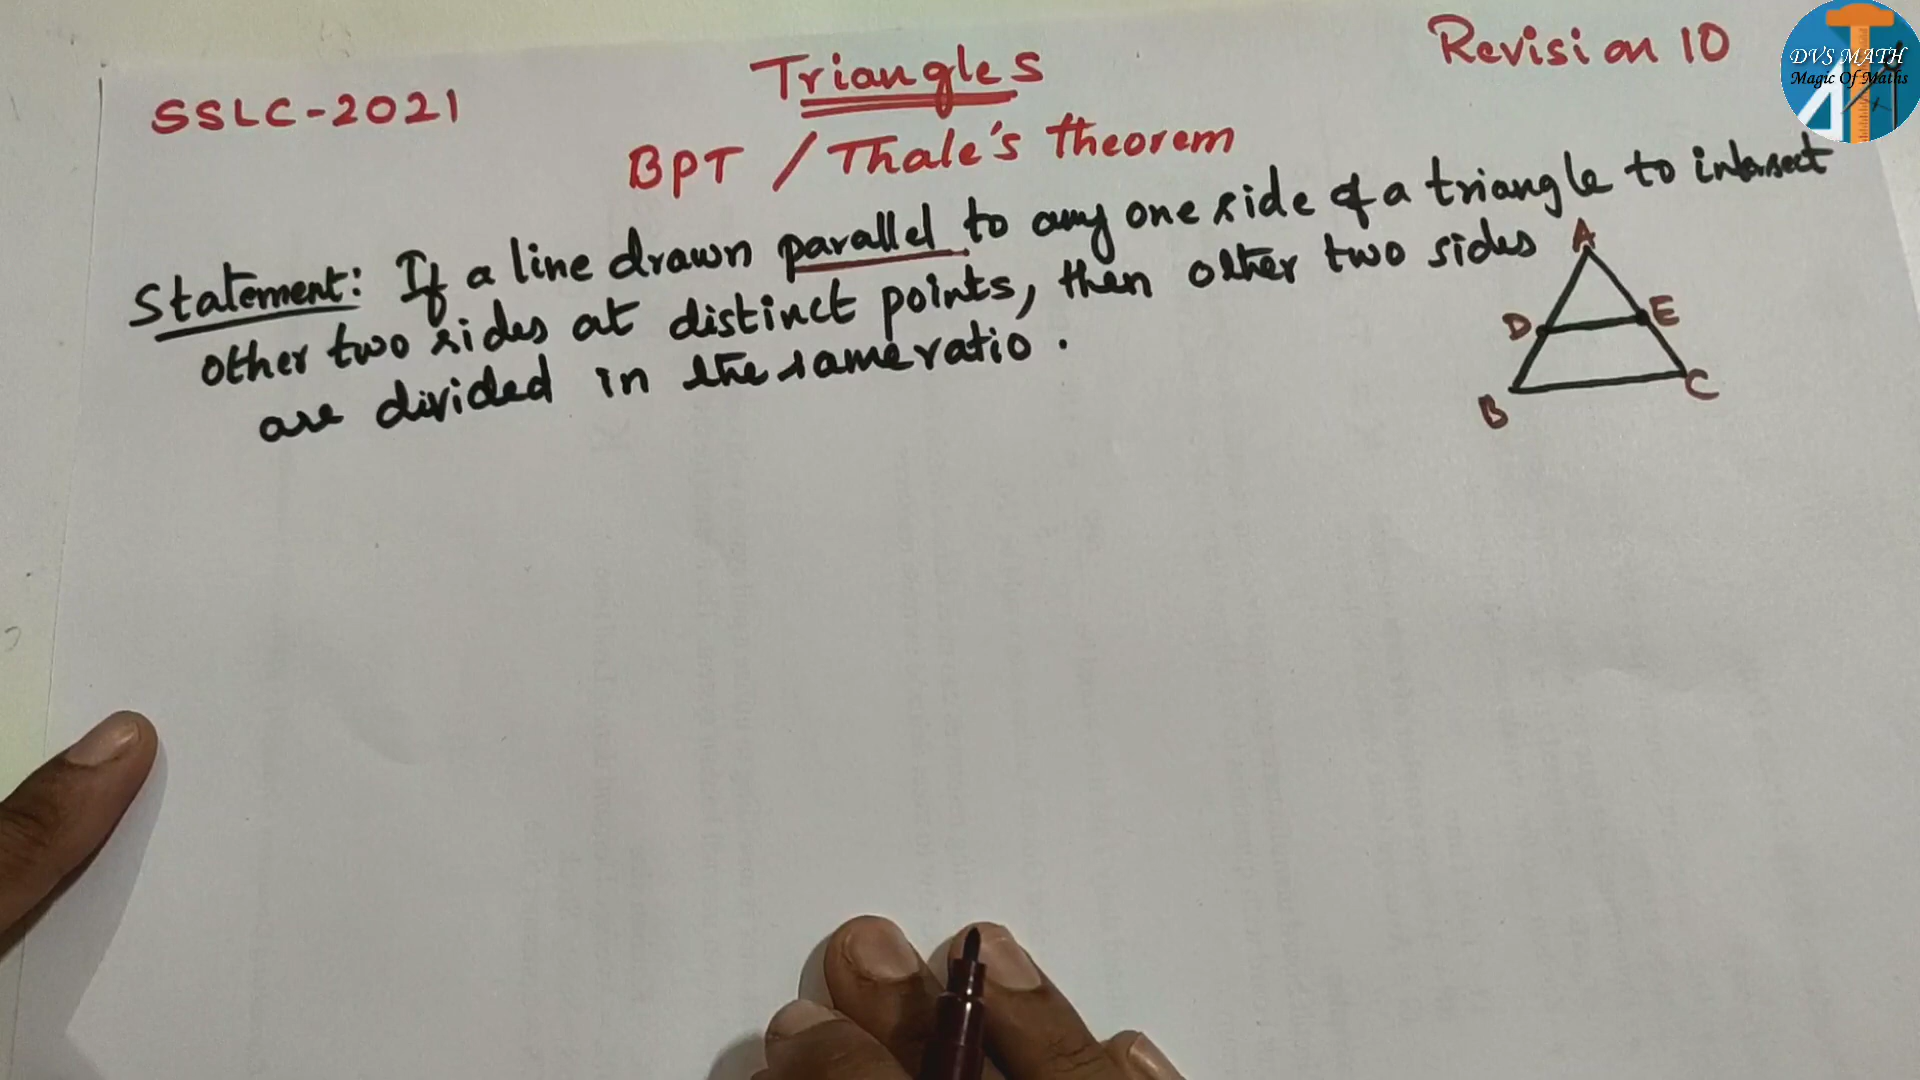 Triangles
Revision 10
DVS MATH
Magic Of Maths
SSLC-2021
BPT / Thale's theorem
Statement: If a line drawn parallel to any one side of a triangle to intersect
other two sides at distinct points, then other two sides
are divided in the same ratio.
A
D E
B C